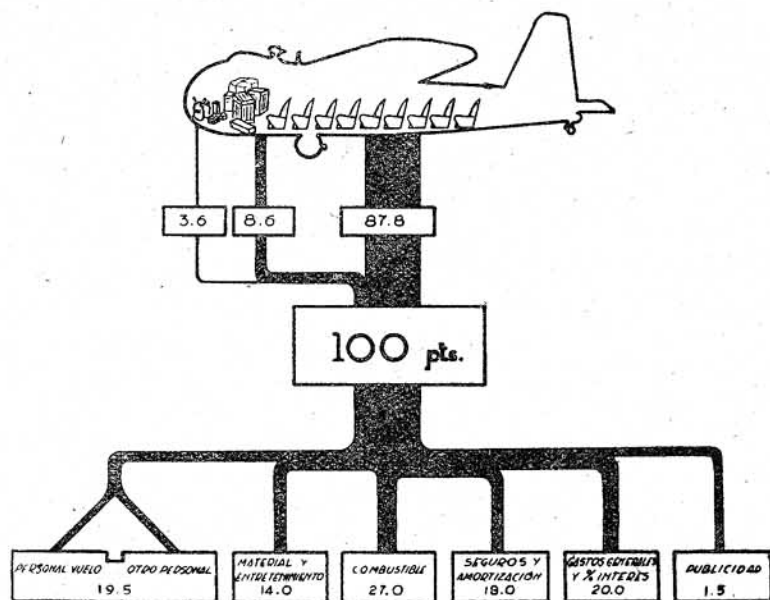 3.6
8.6
87.8
100 pts.
PERSONAL VUELO OTRO PERSONAL
19.5
MATERIAL Y
ENTRETENIMIENTO
14.0
COMBUSTIBLE
27.0
SEGUROS Y
AMORTIZACIÓN
18.0
GASTOS GENERALES
Y % INTERES
20.0
PUBLICIDAD
1.5